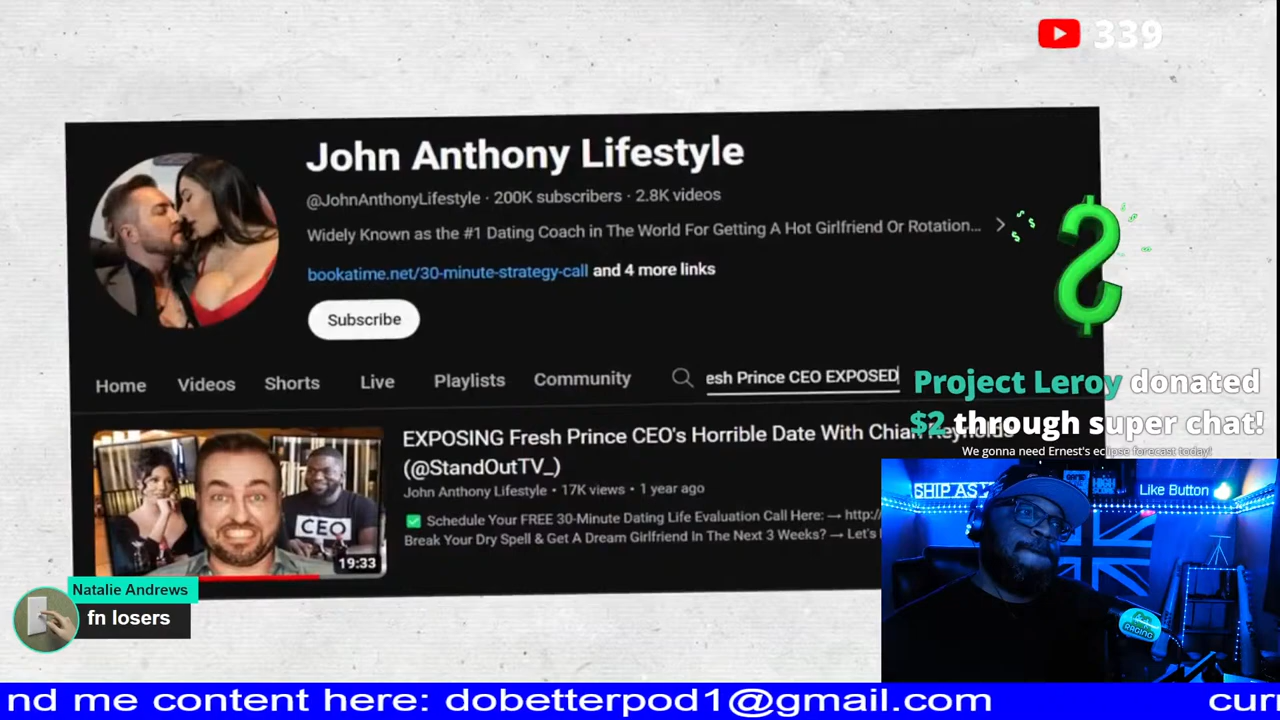 339
John Anthony Lifestyle
@JohnAnthonyLifestyle · 200K subscribers · 2.8K videos
Widely Known as the #1 Dating Coach in The World For Getting A Hot Girlfriend Or Rotation...
bookatime.net/30-minute-strategy-call and 4 more links
Subscribe
Home Videos Shorts Live Playlists Community esh Prince CEO EXPOSED
Project Leroy donated
$2 through super chat!
We gonna need Ernest's eclipse forecast today!
EXPOSING Fresh Prince CEO's Horrible Date With Chian Reynolds
(@StandOutTV_)
John Anthony Lifestyle · 17K views · 1 year ago
✅ Schedule Your FREE 30-Minute Dating Life Evaluation Call Here: → http:/
Break Your Dry Spell & Get A Dream Girlfriend In The Next 3 Weeks? → Let's
CEO
19:33
SHIP AS
Like Button
RAGING
Natalie Andrews
fn losers
nd me content here: dobetterpod1@gmail.com